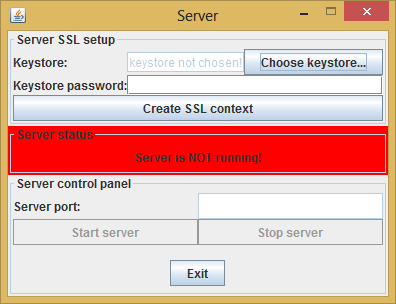 Server
Server SSL setup
Keystore: keystore not chosen! Choose keystore...
Keystore password:
Create SSL context
Server status
Server is NOT running!
Server control panel
Server port:
Start server Stop server
Exit